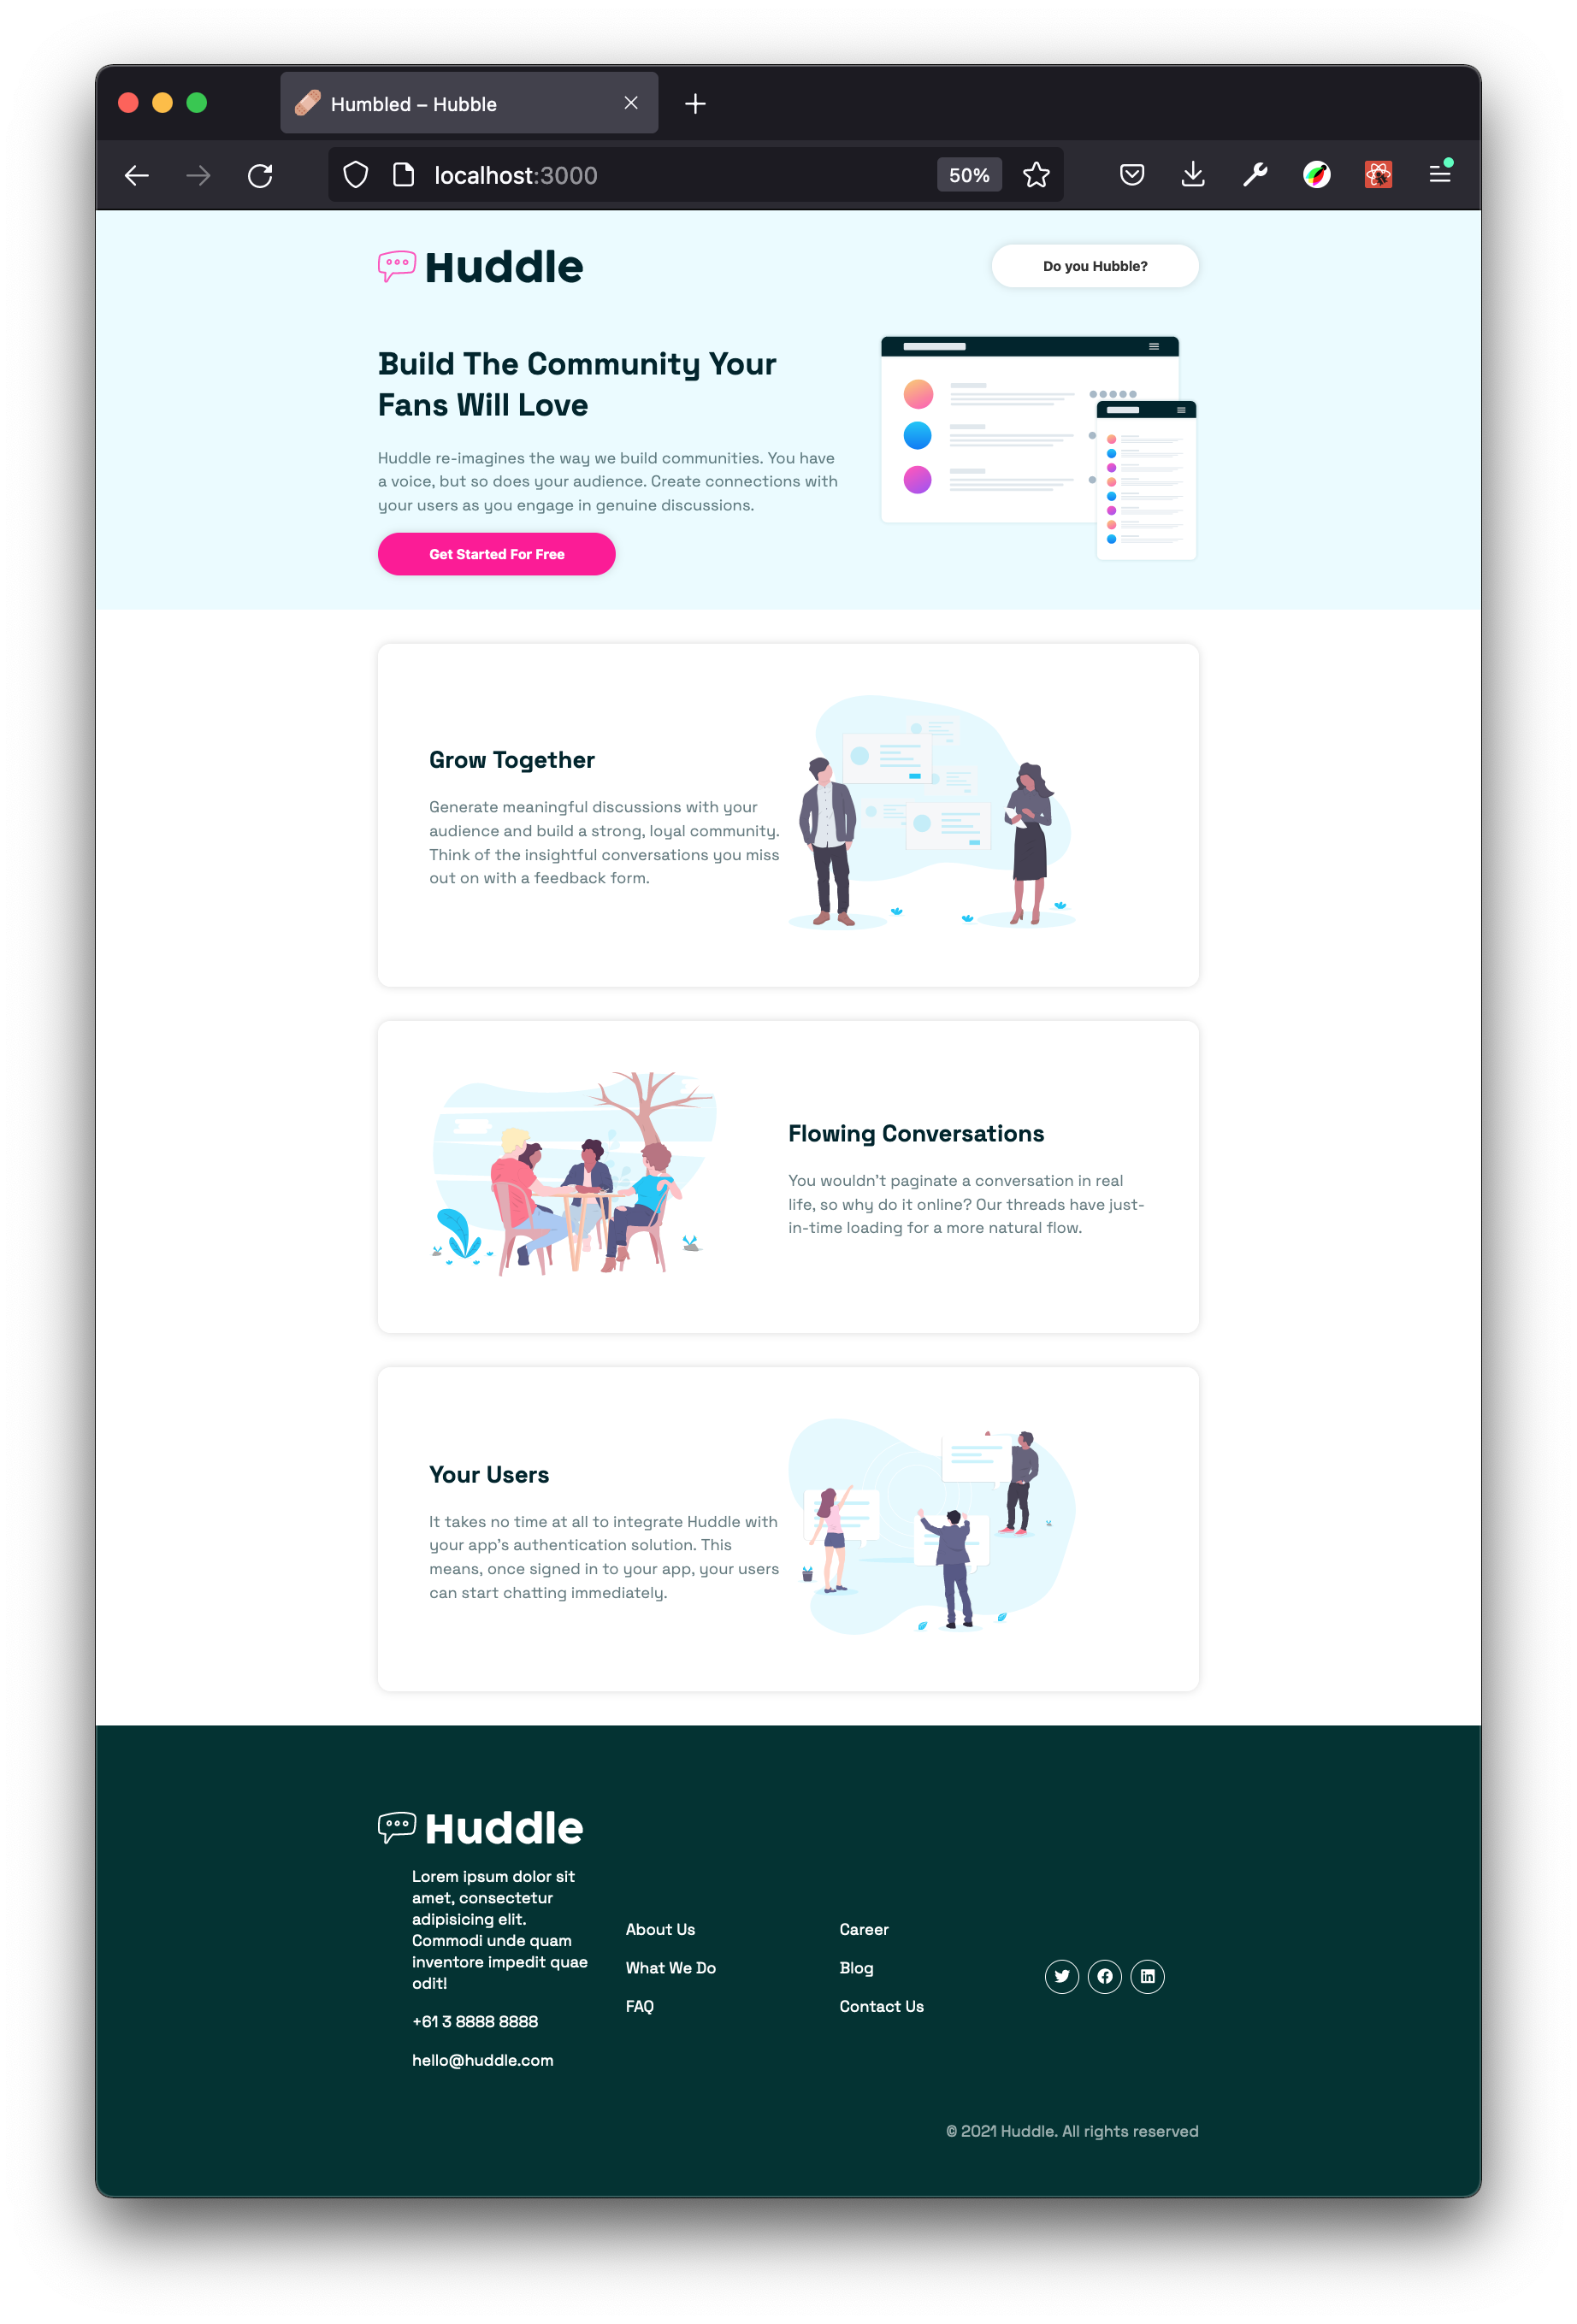 Humbled – Hubble
localhost:3000
50%
Huddle
Do you Hubble?
Build The Community Your
Fans Will Love
Huddle re-imagines the way we build communities. You have
a voice, but so does your audience. Create connections with
your users as you engage in genuine discussions.
Get Started For Free
Grow Together
Generate meaningful discussions with your
audience and build a strong, loyal community.
Think of the insightful conversations you miss
out on with a feedback form.
Flowing Conversations
You wouldn't paginate a conversation in real
life, so why do it online? Our threads have just-
in-time loading for a more natural flow.
Your Users
It takes no time at all to integrate Huddle with
your app's authentication solution. This
means, once signed in to your app, your users
can start chatting immediately.
Huddle
Lorem ipsum dolor sit
amet, consectetur
adipisicing elit.
Commodi unde quam
inventore impedit quae
odit!
+61 3 8888 8888
hello@huddle.com
About Us
What We Do
FAQ
Career
Blog
Contact Us
© 2021 Huddle. All rights reserved